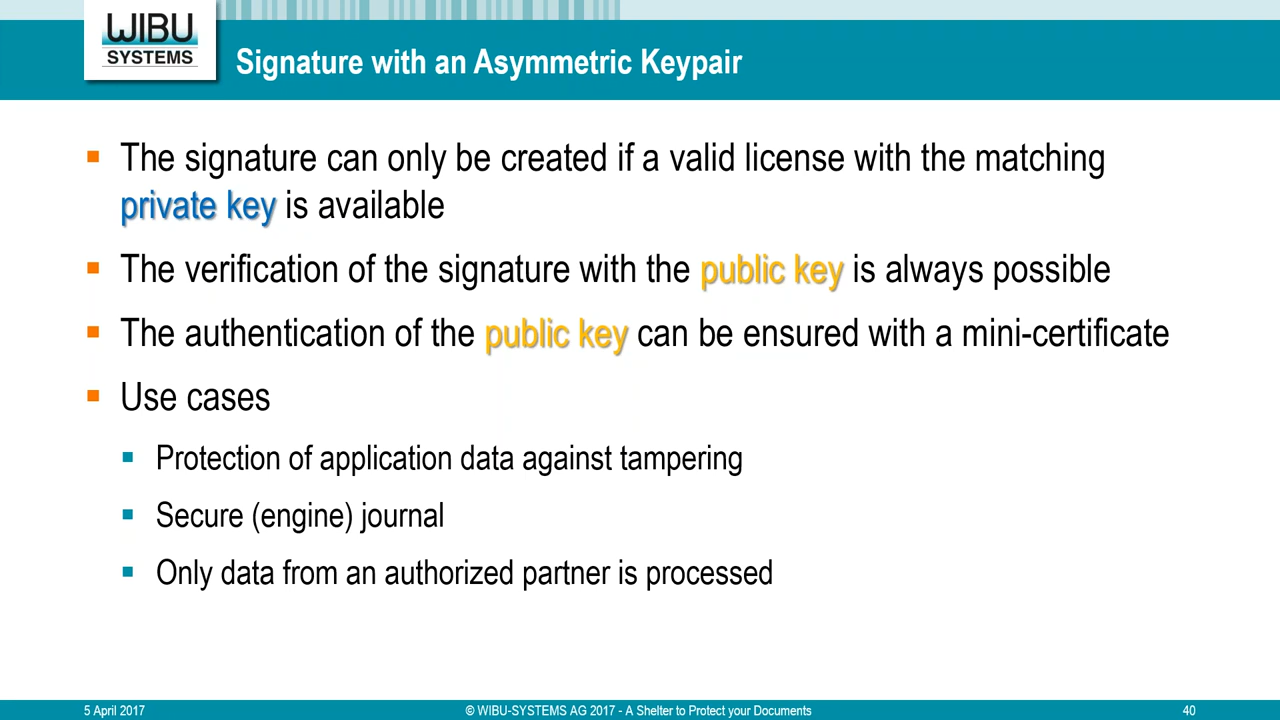 WIBU
SYSTEMS
Signature with an Asymmetric Keypair
The signature can only be created if a valid license with the matching
private key is available
The verification of the signature with the public key is always possible
The authentication of the public key can be ensured with a mini-certificate
Use cases
Protection of application data against tampering
Secure (engine) journal
Only data from an authorized partner is processed
5 April 2017
© WIBU-SYSTEMS AG 2017 - A Shelter to Protect your Documents
40